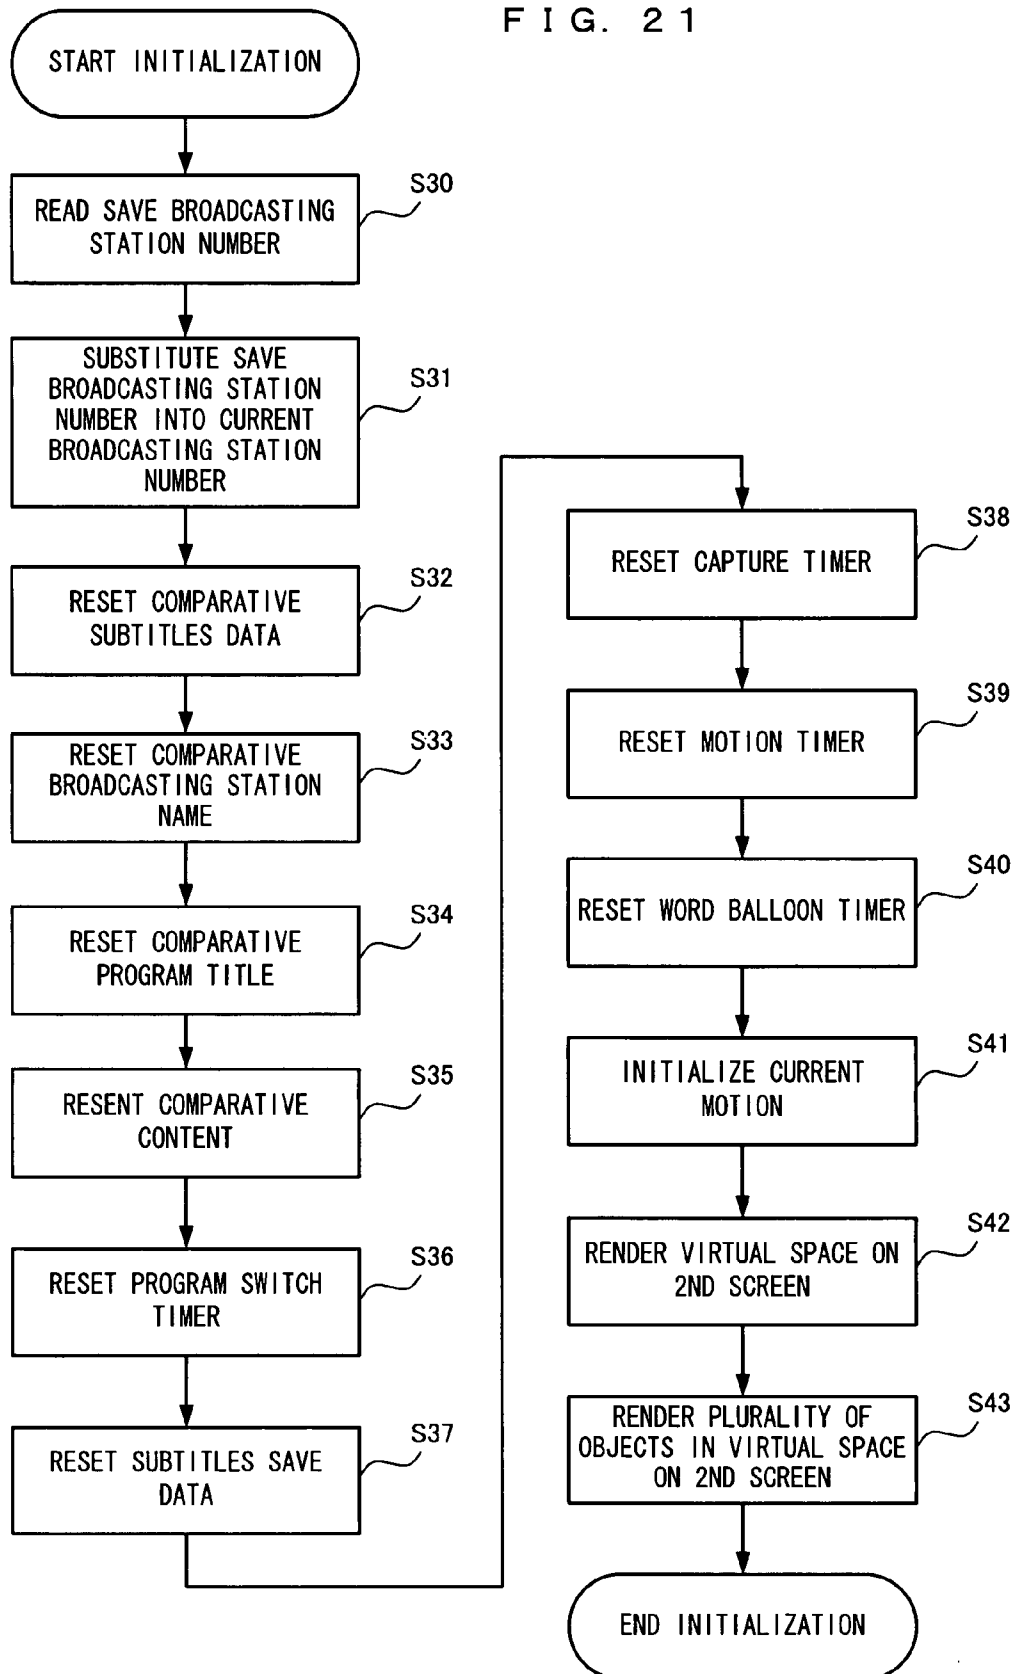 FIG. 21
START INITIALIZATION
S30
READ SAVE BROADCASTING
STATION NUMBER
SUBSTITUTE SAVE
S31
BROADCASTING STATION
NUMBER INTO CURRENT
BROADCASTING STATION
NUMBER
S32
RESET COMPARATIVE
SUBTITLES DATA
S33
RESET COMPARATIVE
BROADCASTING STATION
NAME
S34
RESET COMPARATIVE
PROGRAM TITLE
S35
RESENT COMPARATIVE
CONTENT
S36
RESET PROGRAM SWITCH
TIMER
S37
RESET SUBTITLES SAVE
DATA
S38
RESET CAPTURE TIMER
S39
RESET MOTION TIMER
S40
RESET WORD BALLOON TIMER
S41
INITIALIZE CURRENT
MOTION
S42
RENDER VIRTUAL SPACE ON
2ND SCREEN
S43
RENDER PLURALITY OF
OBJECTS IN VIRTUAL SPACE
ON 2ND SCREEN
END INITIALIZATION